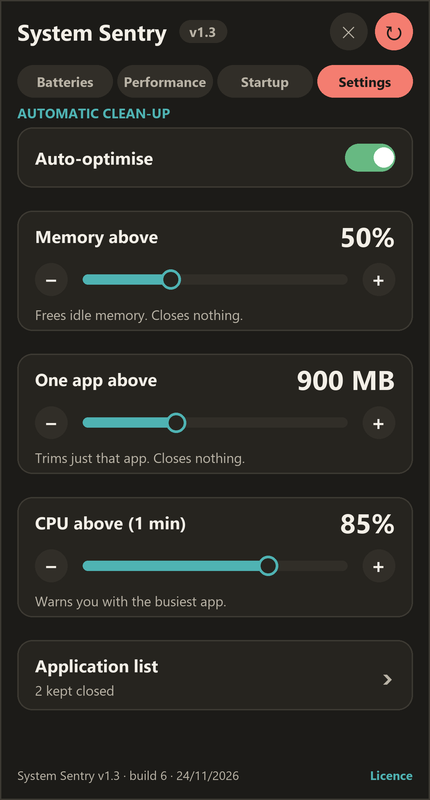 System Sentry v1.3
Batteries Performance Startup Settings
AUTOMATIC CLEAN-UP
Auto-optimise
Memory above 50%
− +
Frees idle memory. Closes nothing.
One app above 900 MB
− +
Trims just that app. Closes nothing.
CPU above (1 min) 85%
− +
Warns you with the busiest app.
Application list
2 kept closed
System Sentry v1.3 · build 6 · 24/11/2026 Licence